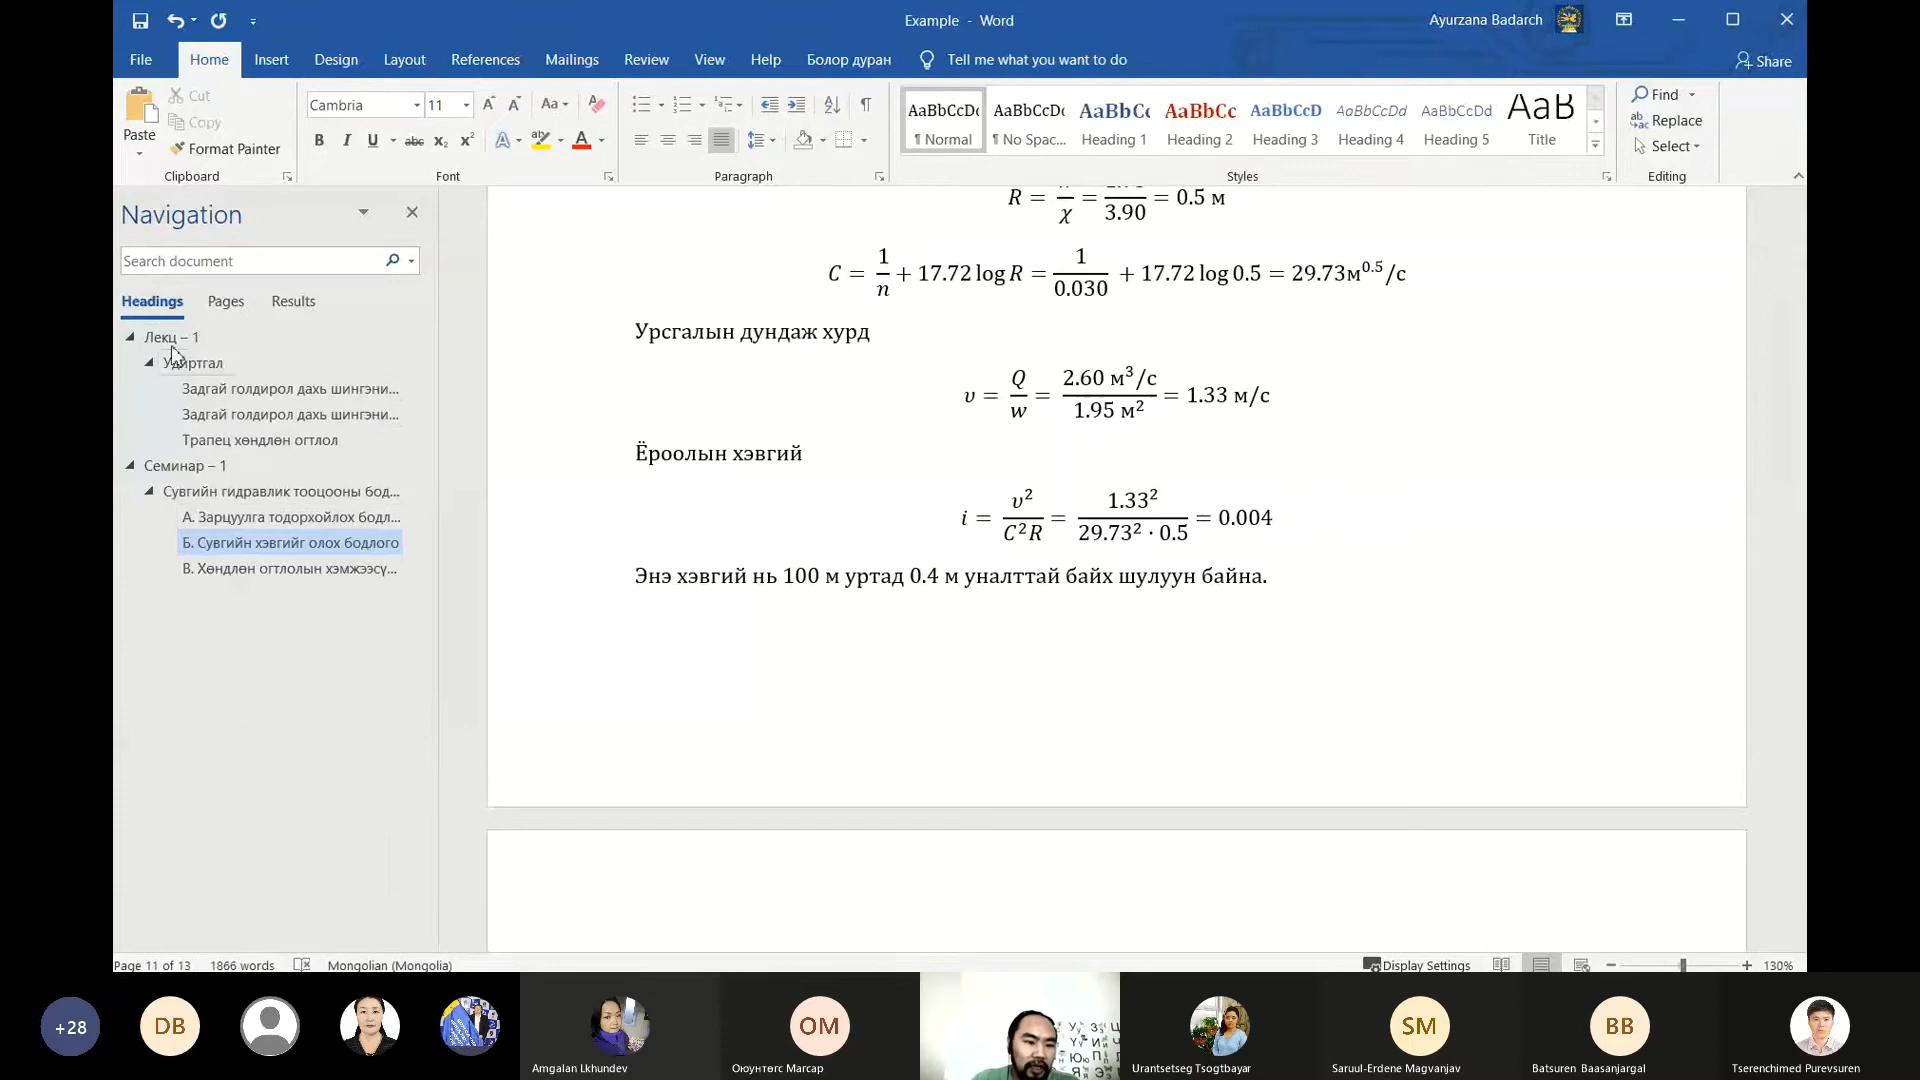 Example - Word
Ayurzana Badarch
File Home Insert Design Layout References Mailings Review View Help Болор дуран Tell me what you want to do Share
Paste
Cut
Copy
Format Painter
Clipboard
Cambria 11
Font
Paragraph
AaBbCcDc AaBbCcDc AaBbCc AaBbCc AaBbCcD AaBbCcDd AaBbCcDd AaB
¶ Normal ¶ No Spac... Heading 1 Heading 2 Heading 3 Heading 4 Heading 5 Title
Styles
Find
Replace
Select
Editing
Navigation
Search document
Headings Pages Results
Лекц – 1
Удиртгал
Задгай голдирол дахь шингэни...
Задгай голдирол дахь шингэни...
Трапец хөндлөн огтлол
Семинар – 1
Сувгийн гидравлик тооцооны бод...
А. Зарцуулга тодорхойлох бодл...
Б. Сувгийн хэвгийг олох бодлого
В. Хөндлөн огтлолын хэмжээсү...
R = /χ = /3.90 = 0.5 м
C = 1/n + 17.72 log R = 1/0.030 + 17.72 log 0.5 = 29.73м^0.5/с
Урсгалын дундаж хурд
υ = Q/w = 2.60 м³/с / 1.95 м² = 1.33 м/с
Ёроолын хэвгий
i = υ²/C²R = 1.33²/29.73² · 0.5 = 0.004
Энэ хэвгий нь 100 м уртад 0.4 м уналттай байх шулуун байна.
Page 11 of 13 1866 words Mongolian (Mongolia) Display Settings 130%
+28 DB OM SM BB
Amgalan Lkhundev Оюунтөгс Магсар Urantsetseg Tsogtbayar Saruul-Erdene Magvanjav Batsuren Baasanjargal Tserenchimed Purevsuren